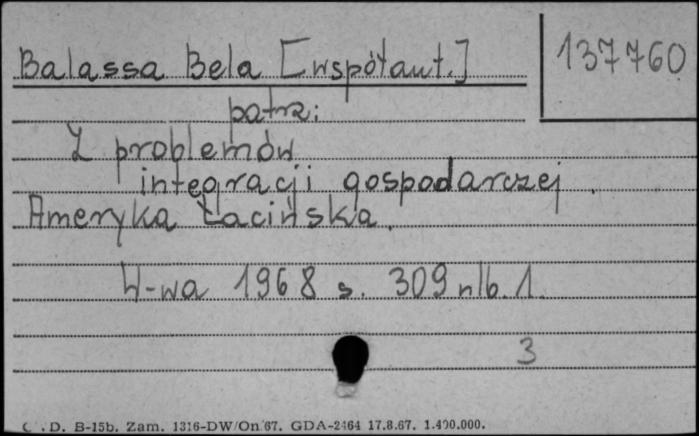 Balassa Bela [współaut.]
137760
patrz:
Z problemów
integracji gospodarczej.
Ameryka Łacińska.
W-wa 1968 s. 309 nlb. 1.
3
C.D. B-15b. Zam. 1316-DW/On/67. GDA-2464 17.8.67. 1.400.000.